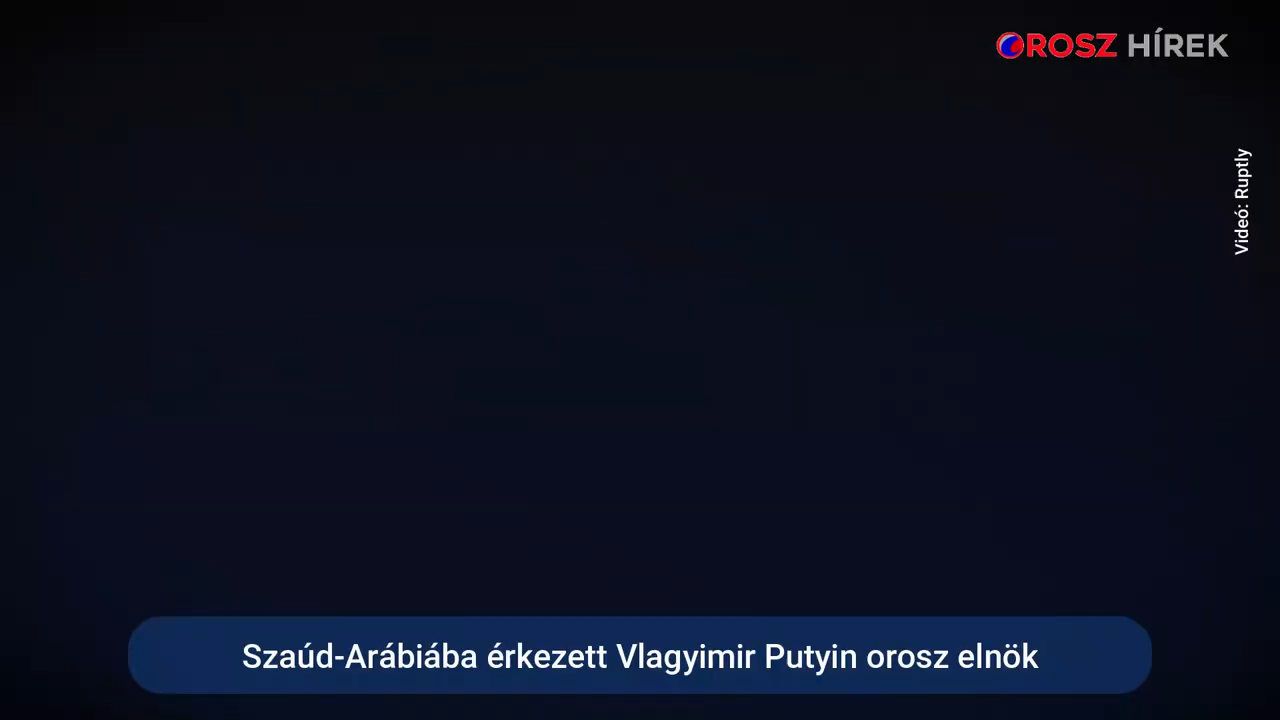 OROSZ HÍREK
Videó: Ruptly
Szaúd-Arábiába érkezett Vlagyimir Putyin orosz elnök